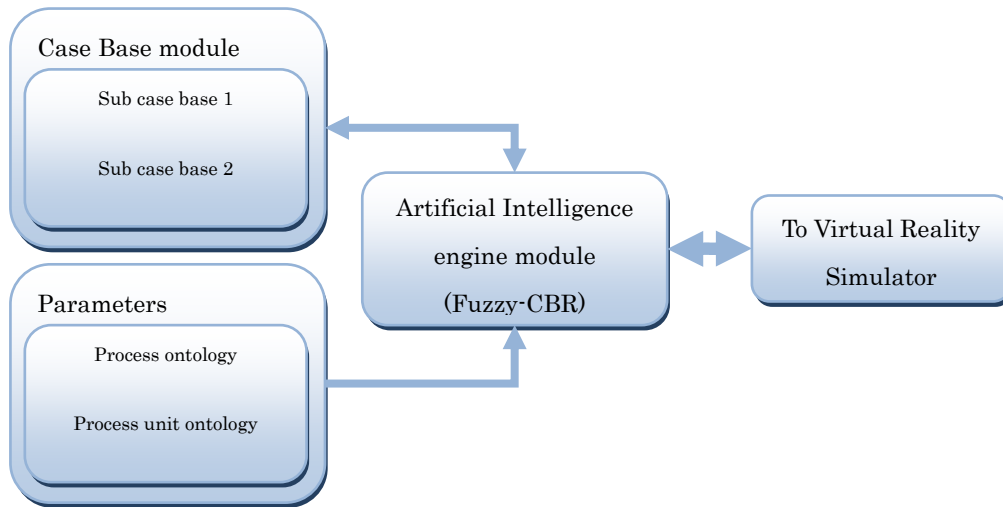 Case Base module
Sub case base 1
Sub case base 2
Artificial Intelligence
engine module
(Fuzzy-CBR)
To Virtual Reality
Simulator
Parameters
Process ontology
Process unit ontology